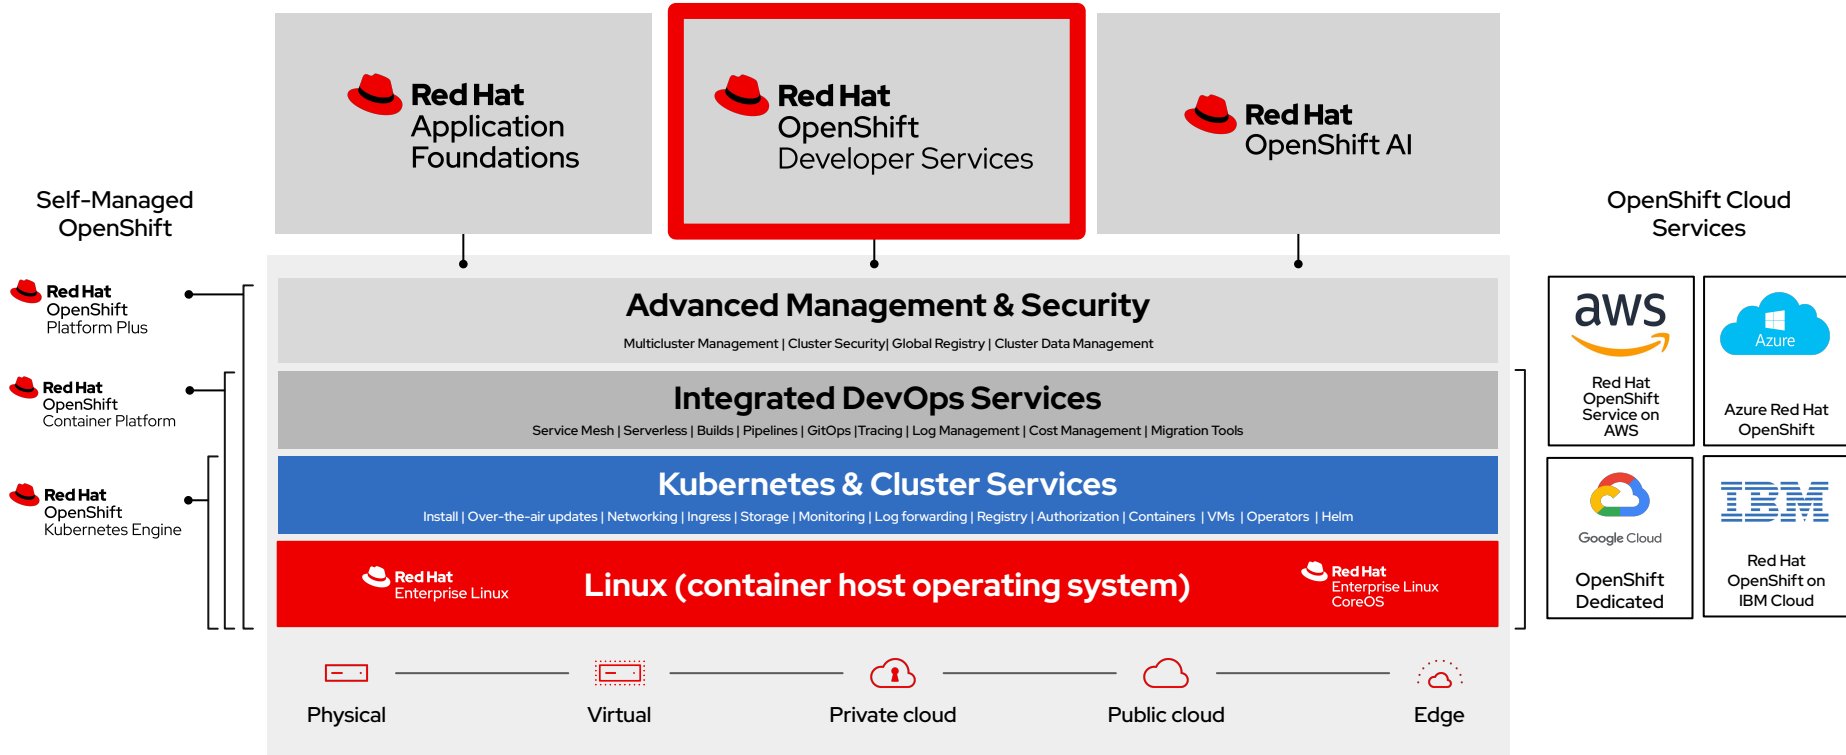 Red Hat
Application
Foundations
Red Hat
OpenShift
Developer Services
Red Hat
OpenShift AI
Self-Managed
OpenShift
Red Hat
OpenShift
Platform Plus
Red Hat
OpenShift
Container Platform
Red Hat
OpenShift
Kubernetes Engine
Advanced Management & Security
Multicluster Management | Cluster Security| Global Registry | Cluster Data Management
Integrated DevOps Services
Service Mesh | Serverless | Builds | Pipelines | GitOps |Tracing | Log Management | Cost Management | Migration Tools
Kubernetes & Cluster Services
Install | Over-the-air updates | Networking | Ingress | Storage | Monitoring | Log forwarding | Registry | Authorization | Containers | VMs | Operators | Helm
Red Hat
Enterprise Linux
Linux (container host operating system)
Red Hat
Enterprise Linux
CoreOS
Physical
Virtual
Private cloud
Public cloud
Edge
OpenShift Cloud
Services
aws
Red Hat
OpenShift
Service on
AWS
Azure
Azure Red Hat
OpenShift
Google Cloud
OpenShift
Dedicated
IBM
Red Hat
OpenShift on
IBM Cloud